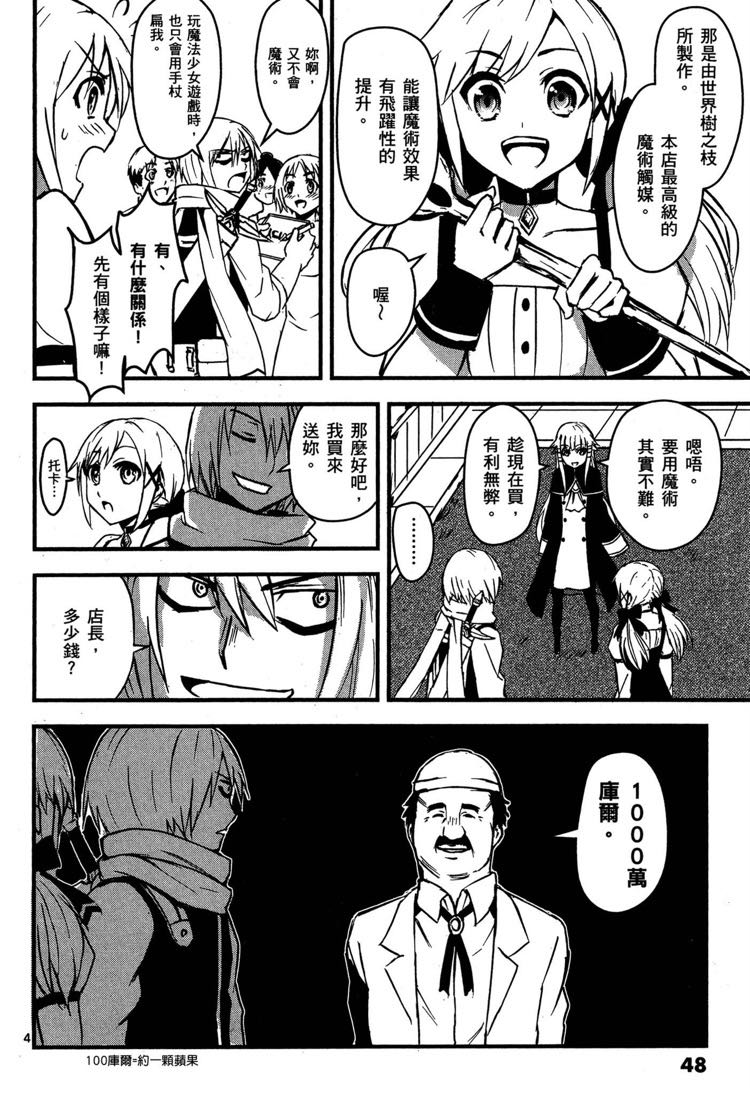 那是由世界樹之枝
所製作。
本店最高級的
魔術觸媒。
能讓魔術效果
有飛躍性的
提升。
喔~
妳啊，
又不會
魔術。
玩魔法少女遊戲時，
也只會用手杖
扁我。
有、
有什麼關係！
先有個樣子嘛！
嗯唔。
要用魔術
其實不難。
趁現在買，
有利無弊。
………
那麼好吧，
我買來
送妳。
托卡…
店長，
多少錢？
1000萬
庫爾。
100庫爾=約一顆蘋果
4
48